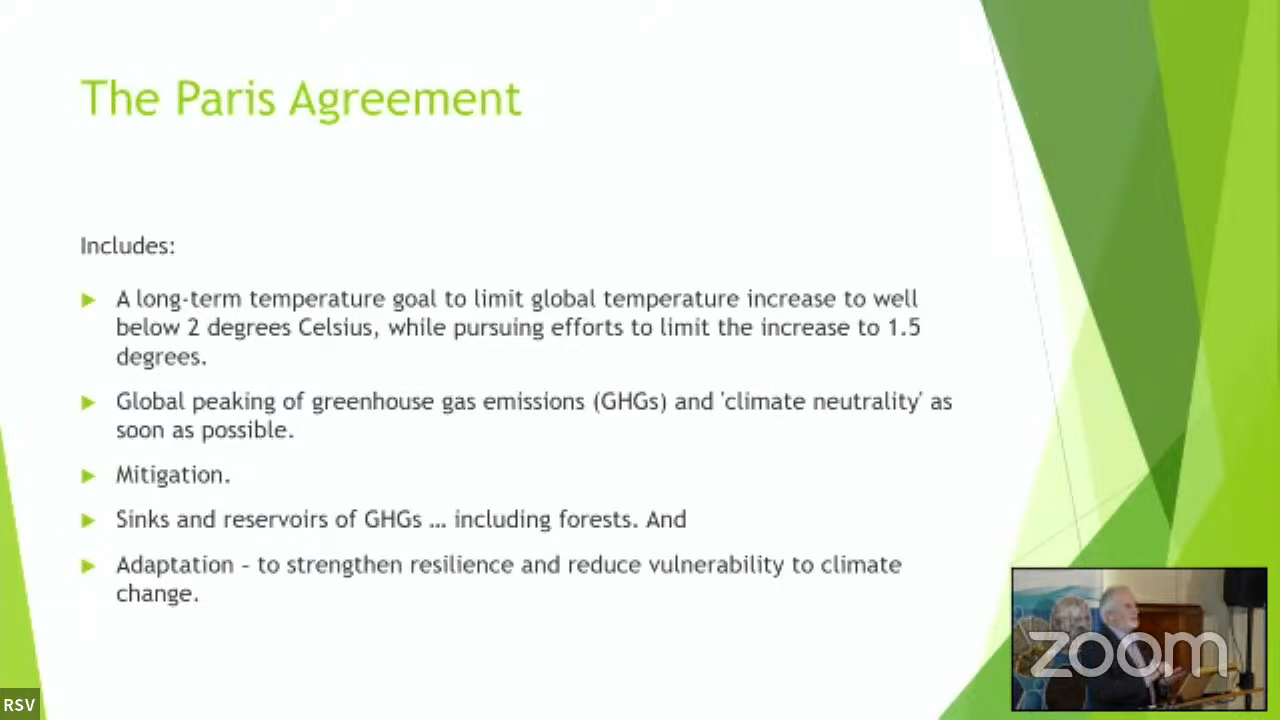 The Paris Agreement
Includes:
A long-term temperature goal to limit global temperature increase to well
below 2 degrees Celsius, while pursuing efforts to limit the increase to 1.5
degrees.
Global peaking of greenhouse gas emissions (GHGs) and 'climate neutrality' as
soon as possible.
Mitigation.
Sinks and reservoirs of GHGs … including forests. And
Adaptation – to strengthen resilience and reduce vulnerability to climate
change.
zoom
RSV